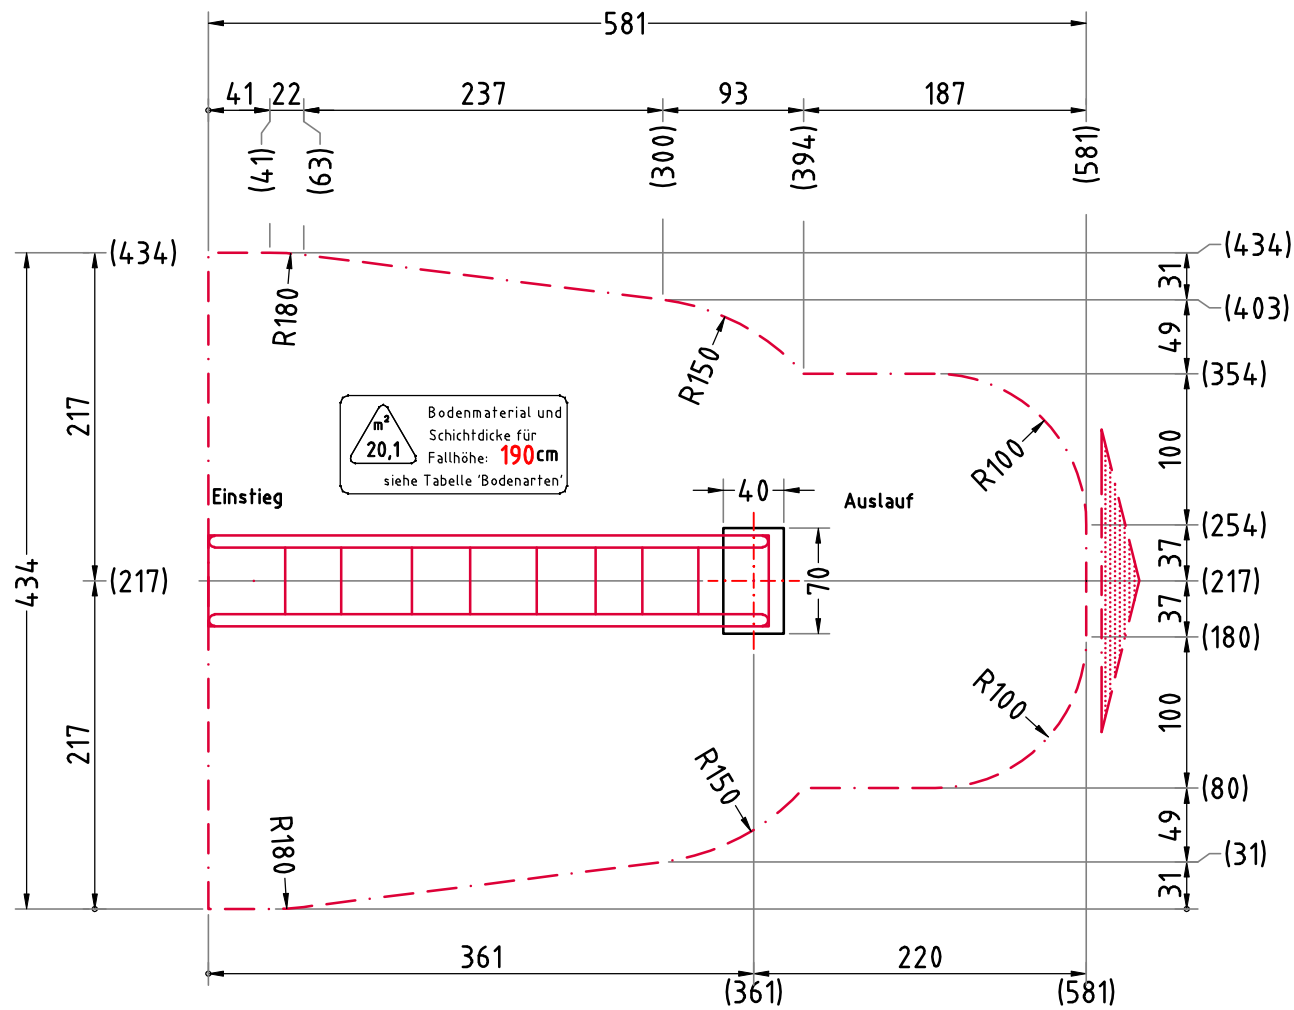 581
41 22 237 93 187
(41) (63) (300) (394) (581)
(434) (434)
31
R180 (403)
49
R150
(354)
217
m²
20,1
Bodenmaterial und
Schichtdicke für
Fallhöhe: 190cm
siehe Tabelle 'Bodenarten'
R100 100
Einstieg 40 Auslauf
(254)
37
434 (217) 70 (217)
37
(180)
R100
217 100
R150
(80)
R180 49
(31)
31
361 220
(361) (581)